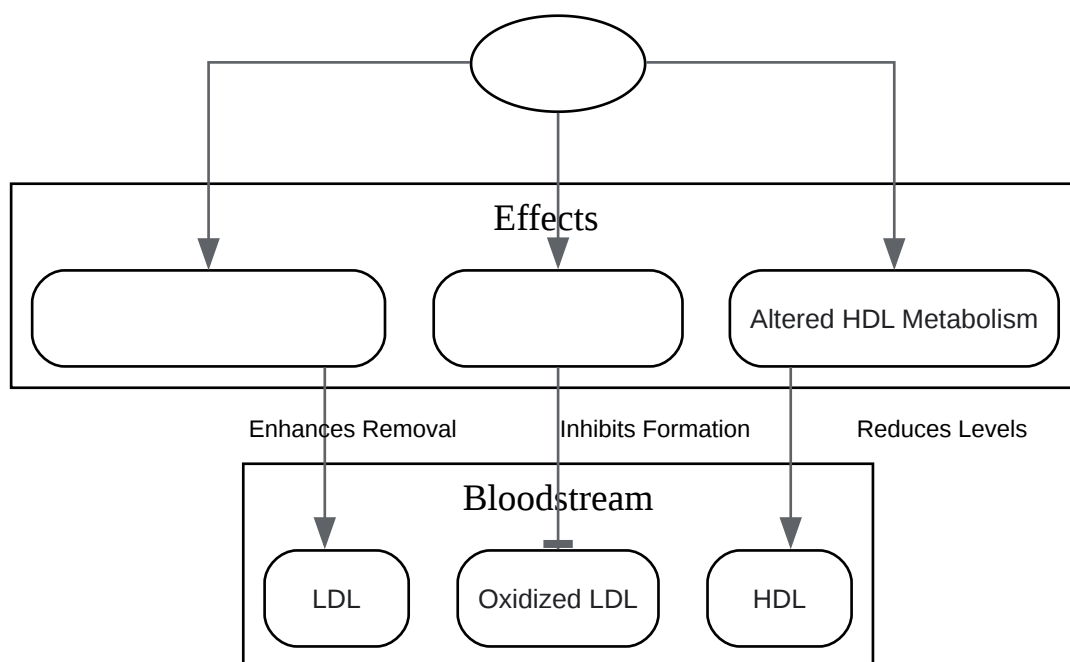 Effects
Altered HDL Metabolism
Enhances Removal
Inhibits Formation
Reduces Levels
Bloodstream
LDL
Oxidized LDL
HDL